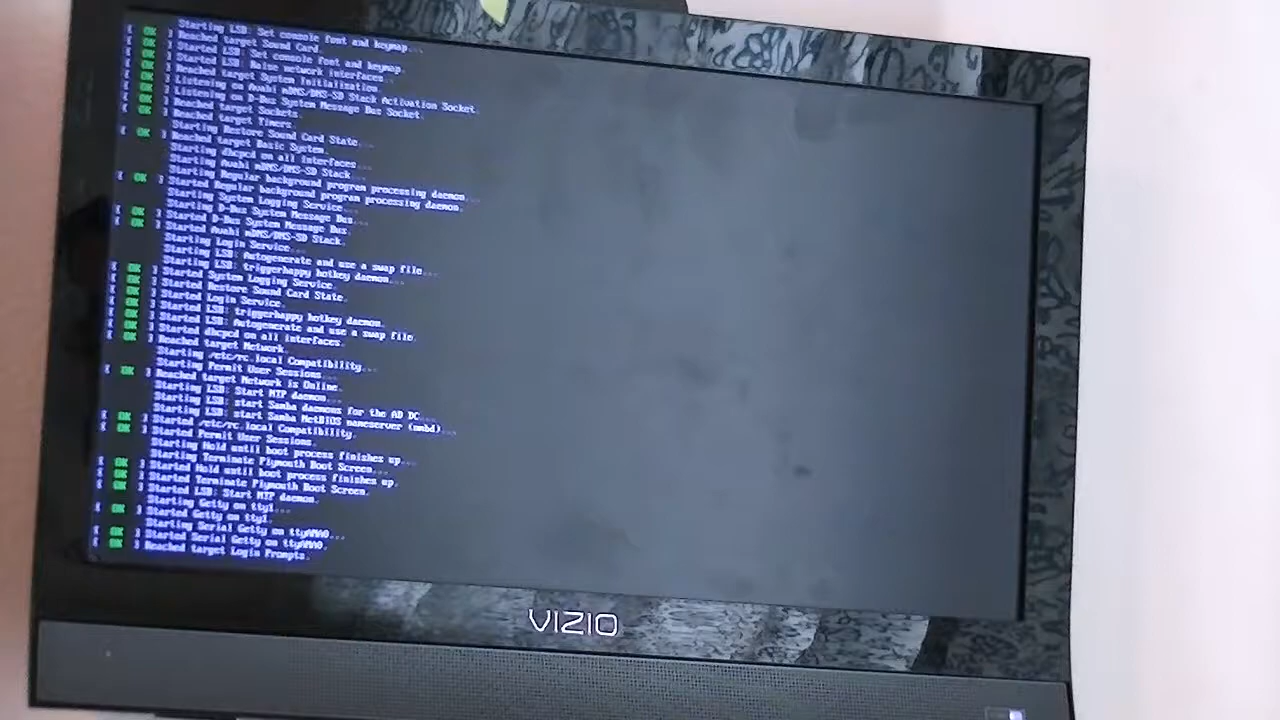 Starting LSB: Set console font and keymap...
[ OK ] Reached target Sound Card.
[ OK ] Started LSB: Set console font and keymap.
[ OK ] Started LSB: Raise network interfaces.
[ OK ] Reached target System Initialization.
[ OK ] Listening on Avahi mDNS/DNS-SD Stack Activation Socket.
[ OK ] Listening on D-Bus System Message Bus Socket.
[ OK ] Reached target Sockets.
[ OK ] Reached target Timers.
Starting Restore Sound Card State...
[ OK ] Reached target Basic System.
Starting dhcpcd on all interfaces...
Starting Avahi mDNS/DNS-SD Stack...
Starting Regular background program processing daemon...
[ OK ] Started Regular background program processing daemon.
Starting System Logging Service...
Starting D-Bus System Message Bus...
[ OK ] Started D-Bus System Message Bus.
[ OK ] Started Avahi mDNS/DNS-SD Stack.
Starting Login Service...
Starting LSB: Autogenerate and use a swap file...
Starting LSB: triggerhappy hotkey daemon...
[ OK ] Started System Logging Service.
[ OK ] Started Restore Sound Card State.
[ OK ] Started Login Service.
[ OK ] Started LSB: triggerhappy hotkey daemon.
[ OK ] Started LSB: Autogenerate and use a swap file.
[ OK ] Started dhcpcd on all interfaces.
[ OK ] Reached target Network.
Starting /etc/rc.local Compatibility...
Starting Permit User Sessions...
[ OK ] Reached target Network is Online.
Starting LSB: Start NTP daemon...
Starting LSB: start Samba daemons for the AD DC...
Starting LSB: start Samba NetBIOS nameserver (nmbd)...
[ OK ] Started /etc/rc.local Compatibility.
[ OK ] Started Permit User Sessions.
Starting Hold until boot process finishes up...
Starting Terminate Plymouth Boot Screen...
[ OK ] Started Hold until boot process finishes up.
[ OK ] Started Terminate Plymouth Boot Screen.
[ OK ] Started LSB: Start NTP daemon.
Starting Getty on tty1...
[ OK ] Started Getty on tty1.
Starting Serial Getty on ttyAMA0...
[ OK ] Started Serial Getty on ttyAMA0.
[ OK ] Reached target Login Prompts.
VIZIO